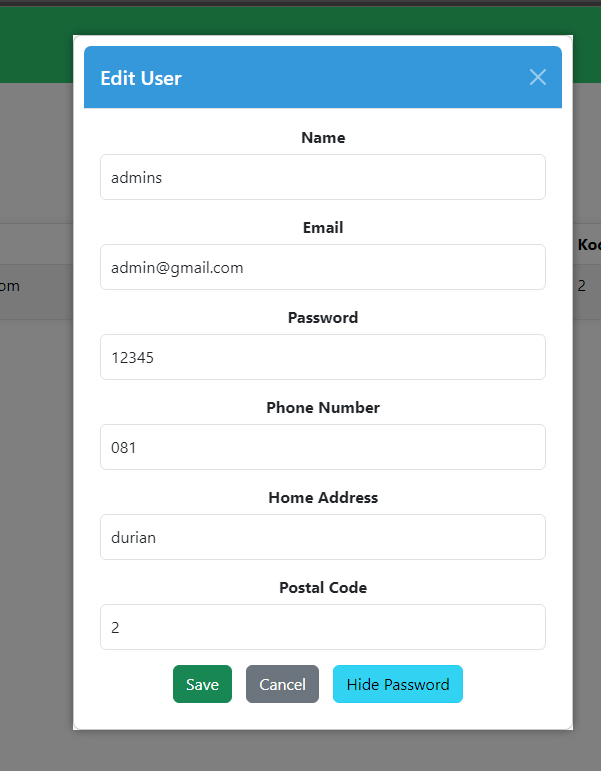 Edit User
Name
admins
Email
admin@gmail.com
Password
12345
Phone Number
081
Home Address
durian
Postal Code
2
Save Cancel Hide Password
om
2